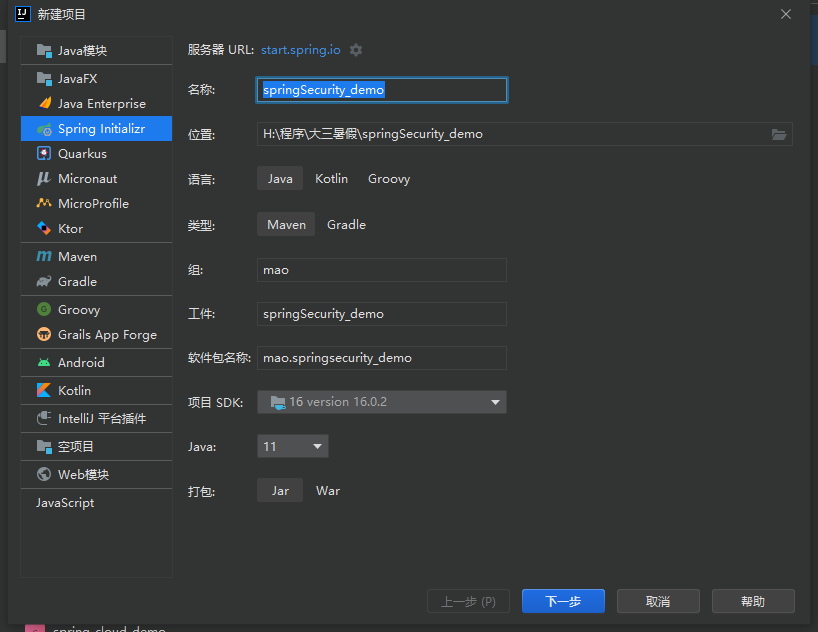 新建项目
Java模块
JavaFX
Java Enterprise
Spring Initializr
Quarkus
Micronaut
MicroProfile
Ktor
Maven
Gradle
Groovy
Grails App Forge
Android
Kotlin
IntelliJ 平台插件
空项目
Web模块
JavaScript
服务器 URL: start.spring.io
名称: springSecurity_demo
位置: H:\程序\大三暑假\springSecurity_demo
语言: Java Kotlin Groovy
类型: Maven Gradle
组: mao
工件: springSecurity_demo
软件包名称: mao.springsecurity_demo
项目 SDK: 16 version 16.0.2
Java: 11
打包: Jar War
上一步 (P) 下一步 取消 帮助
spring_cloud_demo